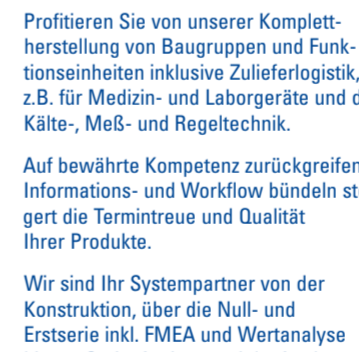 Profitieren Sie von unserer Komplett-
herstellung von Baugruppen und Funk-
tionseinheiten inklusive Zulieferlogistik,
z.B. für Medizin- und Laborgeräte und
Kälte-, Meß- und Regeltechnik.
Auf bewährte Kompetenz zurückgreifen
Informations- und Workflow bündeln
gert die Termintreue und Qualität
Ihrer Produkte.
Wir sind Ihr Systempartner von der
Konstruktion, über die Null- und
Erstserie inkl. FMEA und Wertanalyse